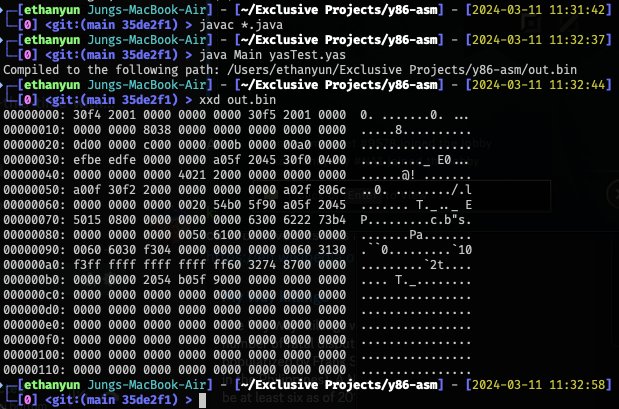 [ethanyun Jungs-MacBook-Air] - [~/Exclusive Projects/y86-asm] - [2024-03-11 11:31:42]
[0] <git:(main 35de2f1) > javac *.java
[ethanyun Jungs-MacBook-Air] - [~/Exclusive Projects/y86-asm] - [2024-03-11 11:32:37]
[0] <git:(main 35de2f1) > java Main yasTest.yas
Compiled to the following path: /Users/ethanyun/Exclusive Projects/y86-asm/out.bin
[ethanyun Jungs-MacBook-Air] - [~/Exclusive Projects/y86-asm] - [2024-03-11 11:32:44]
[0] <git:(main 35de2f1) > xxd out.bin
00000000: 30f4 2001 0000 0000 0000 30f5 2001 0000  0. .......0. ...
00000010: 0000 0000 8038 0000 0000 0000 0000 0000  .....8..........
00000020: 0d00 0000 c000 0000 000b 0000 00a0 0000  ................
00000030: efbe edfe 0000 0000 a05f 2045 30f0 0400  ........._ E0...
00000040: 0000 0000 0000 4021 2000 0000 0000 0000  ......@! .......
00000050: a00f 30f2 2000 0000 0000 0000 a02f 806c  ..0. ......../.l
00000060: 0000 0000 0000 0020 54b0 5f90 a05f 2045  ....... T._.._ E
00000070: 5015 0800 0000 0000 0000 6300 6222 73b4  P.........c.b"s.
00000080: 0000 0000 0000 0050 6100 0000 0000 0000  .......Pa.......
00000090: 0060 6030 f304 0000 0000 0000 0060 3130  .``0.........`10
000000a0: f3ff ffff ffff ffff ff60 3274 8700 0000  .........`2t....
000000b0: 0000 0000 2054 b05f 9000 0000 0000 0000  .... T._........
000000c0: 0000 0000 0000 0000 0000 0000 0000 0000  ................
000000d0: 0000 0000 0000 0000 0000 0000 0000 0000  ................
000000e0: 0000 0000 0000 0000 0000 0000 0000 0000  ................
000000f0: 0000 0000 0000 0000 0000 0000 0000 0000  ................
00000100: 0000 0000 0000 0000 0000 0000 0000 0000  ................
00000110: 0000 0000 0000 0000 0000 0000 0000 0000  ................
[ethanyun Jungs-MacBook-Air] - [~/Exclusive Projects/y86-asm] - [2024-03-11 11:32:58]
[0] <git:(main 35de2f1) >
be at least six as of 20